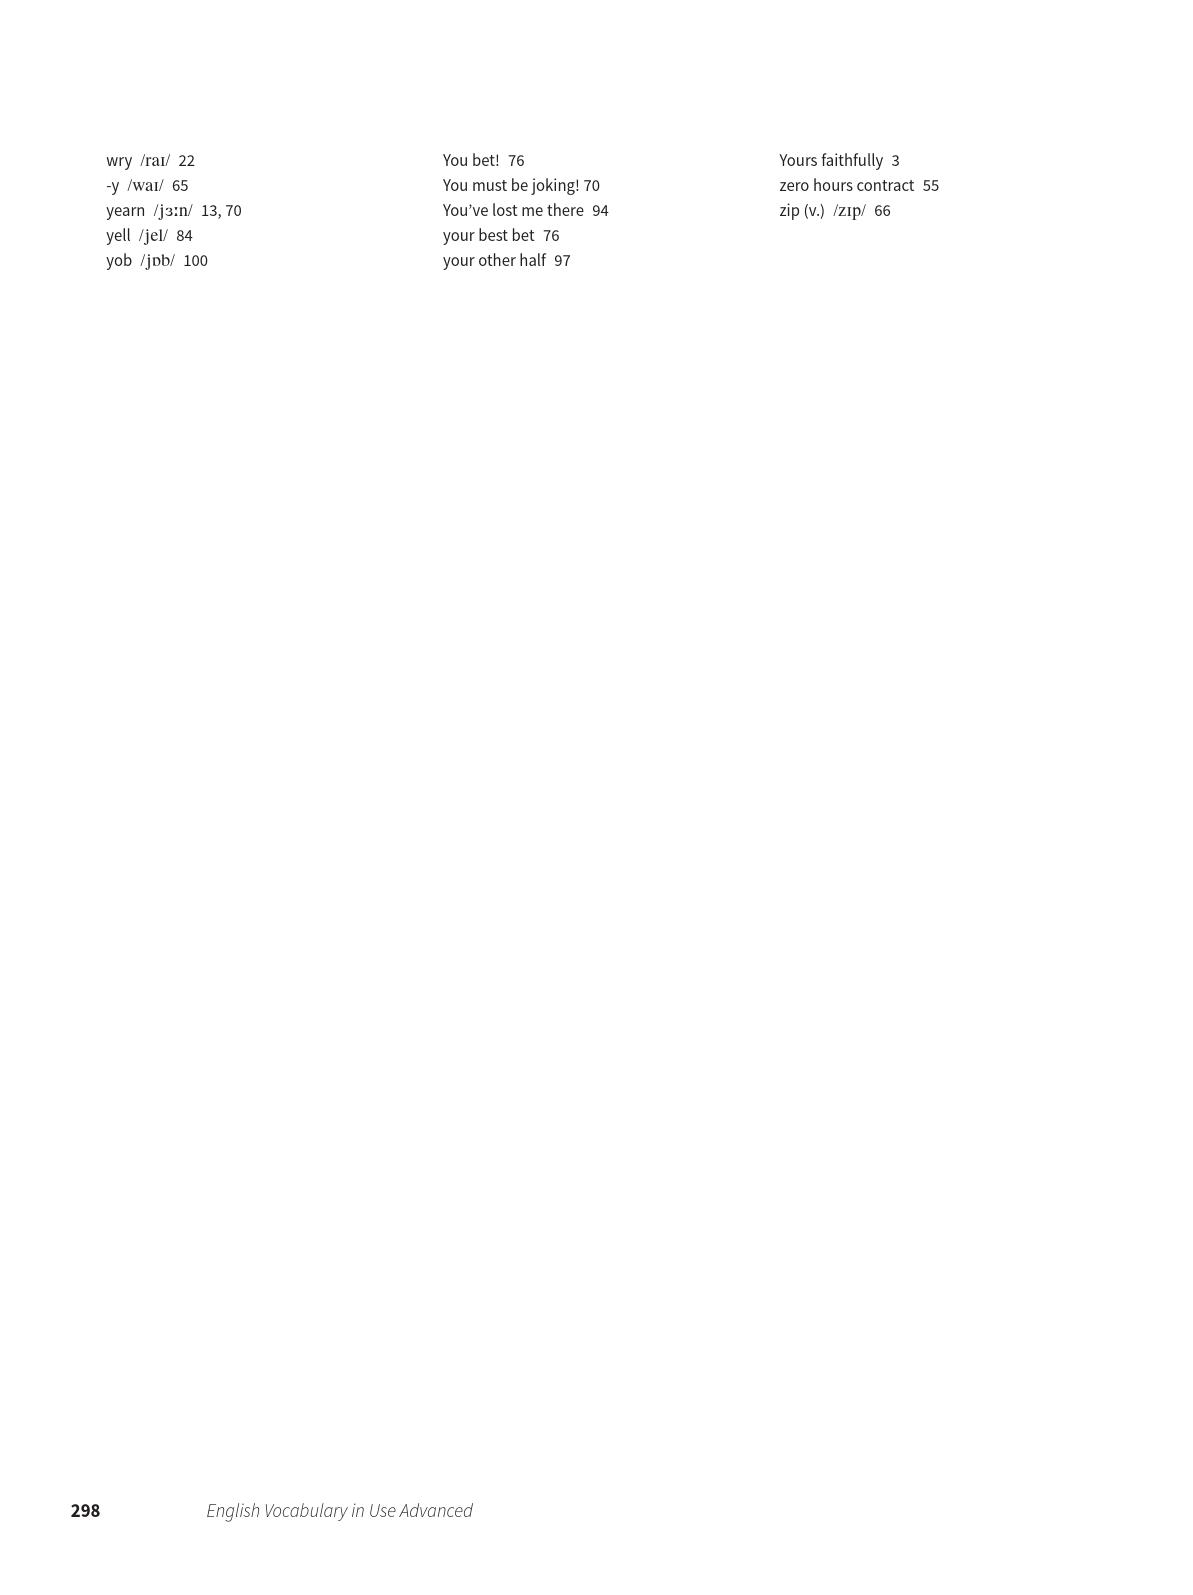 wry /raɪ/ 22
-y /waɪ/ 65
yearn /jɜːn/ 13, 70
yell /jel/ 84
yob /jɒb/ 100
You bet! 76
You must be joking! 70
You’ve lost me there 94
your best bet 76
your other half 97
Yours faithfully 3
zero hours contract 55
zip (v.) /zɪp/ 66
298 English Vocabulary in Use Advanced